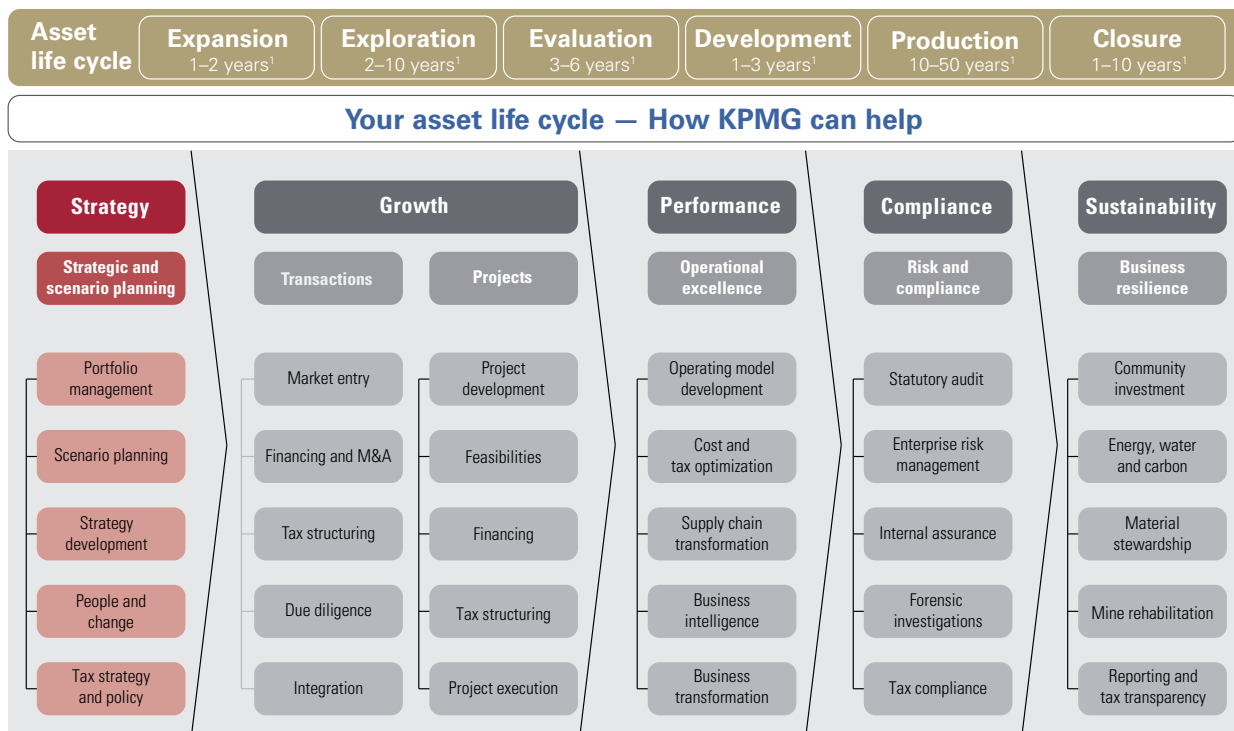 Asset
life cycle
Expansion
1–2 years¹
Exploration
2–10 years¹
Evaluation
3–6 years¹
Development
1–3 years¹
Production
10–50 years¹
Closure
1–10 years¹
Your asset life cycle — How KPMG can help
Strategy
Strategic and
scenario planning
Portfolio
management
Scenario planning
Strategy
development
People and
change
Tax strategy
and policy
Growth
Transactions
Market entry
Financing and M&A
Tax structuring
Due diligence
Integration
Projects
Project
development
Feasibilities
Financing
Tax structuring
Project execution
Performance
Operational
excellence
Operating model
development
Cost and
tax optimization
Supply chain
transformation
Business
intelligence
Business
transformation
Compliance
Risk and
compliance
Statutory audit
Enterprise risk
management
Internal assurance
Forensic
investigations
Tax compliance
Sustainability
Business
resilience
Community
investment
Energy, water
and carbon
Material
stewardship
Mine rehabilitation
Reporting and
tax transparency